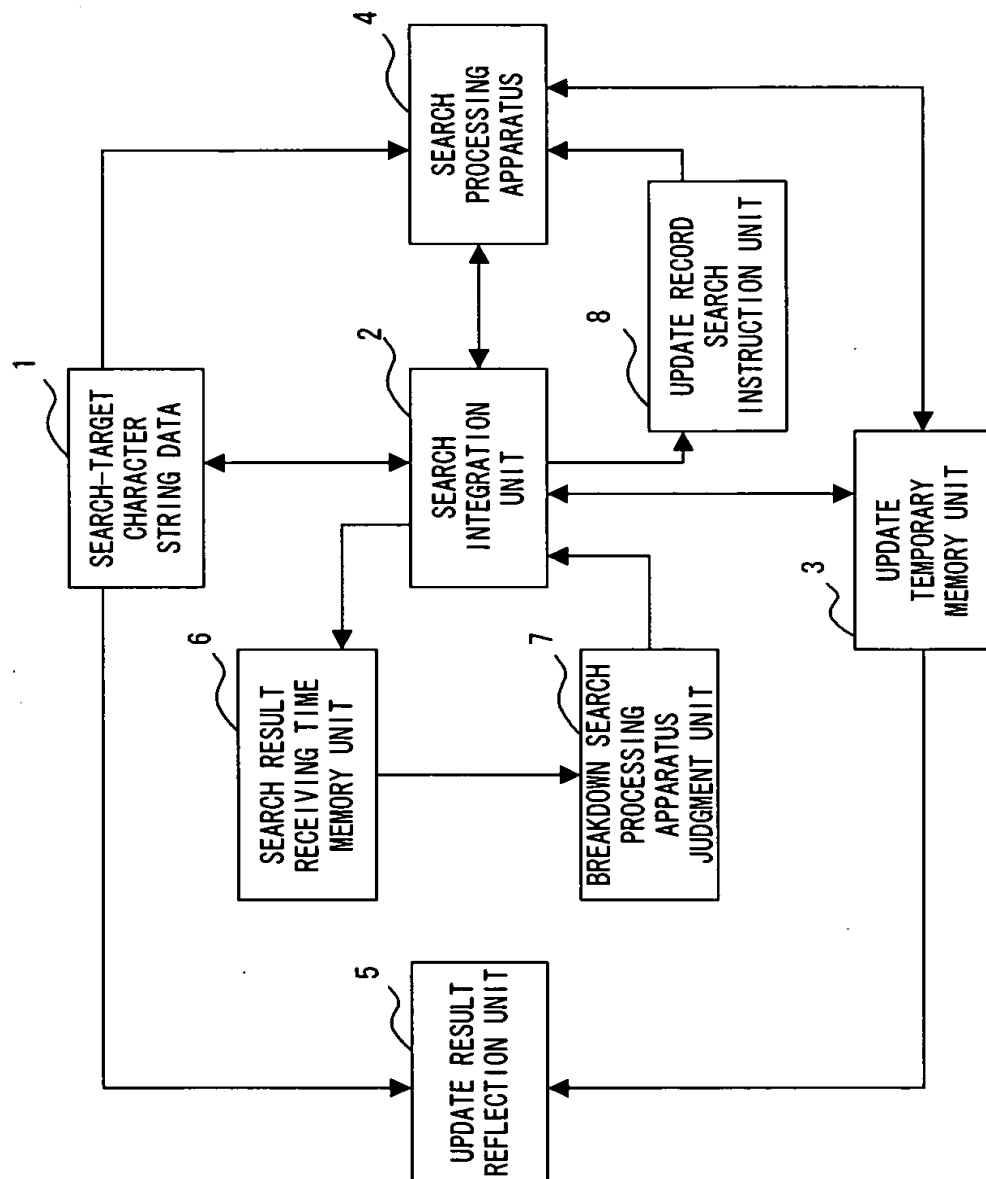 1
SEARCH-TARGET
CHARACTER
STRING DATA
5
UPDATE RESULT
REFLECTION UNIT
6
SEARCH RESULT
RECEIVING TIME
MEMORY UNIT
2
SEARCH
INTEGRATION
UNIT
4
SEARCH
PROCESSING
APPARATUS
7
BREAKDOWN SEARCH
PROCESSING
APPARATUS
JUDGMENT UNIT
8
UPDATE RECORD
SEARCH
INSTRUCTION UNIT
3
UPDATE
TEMPORARY
MEMORY UNIT